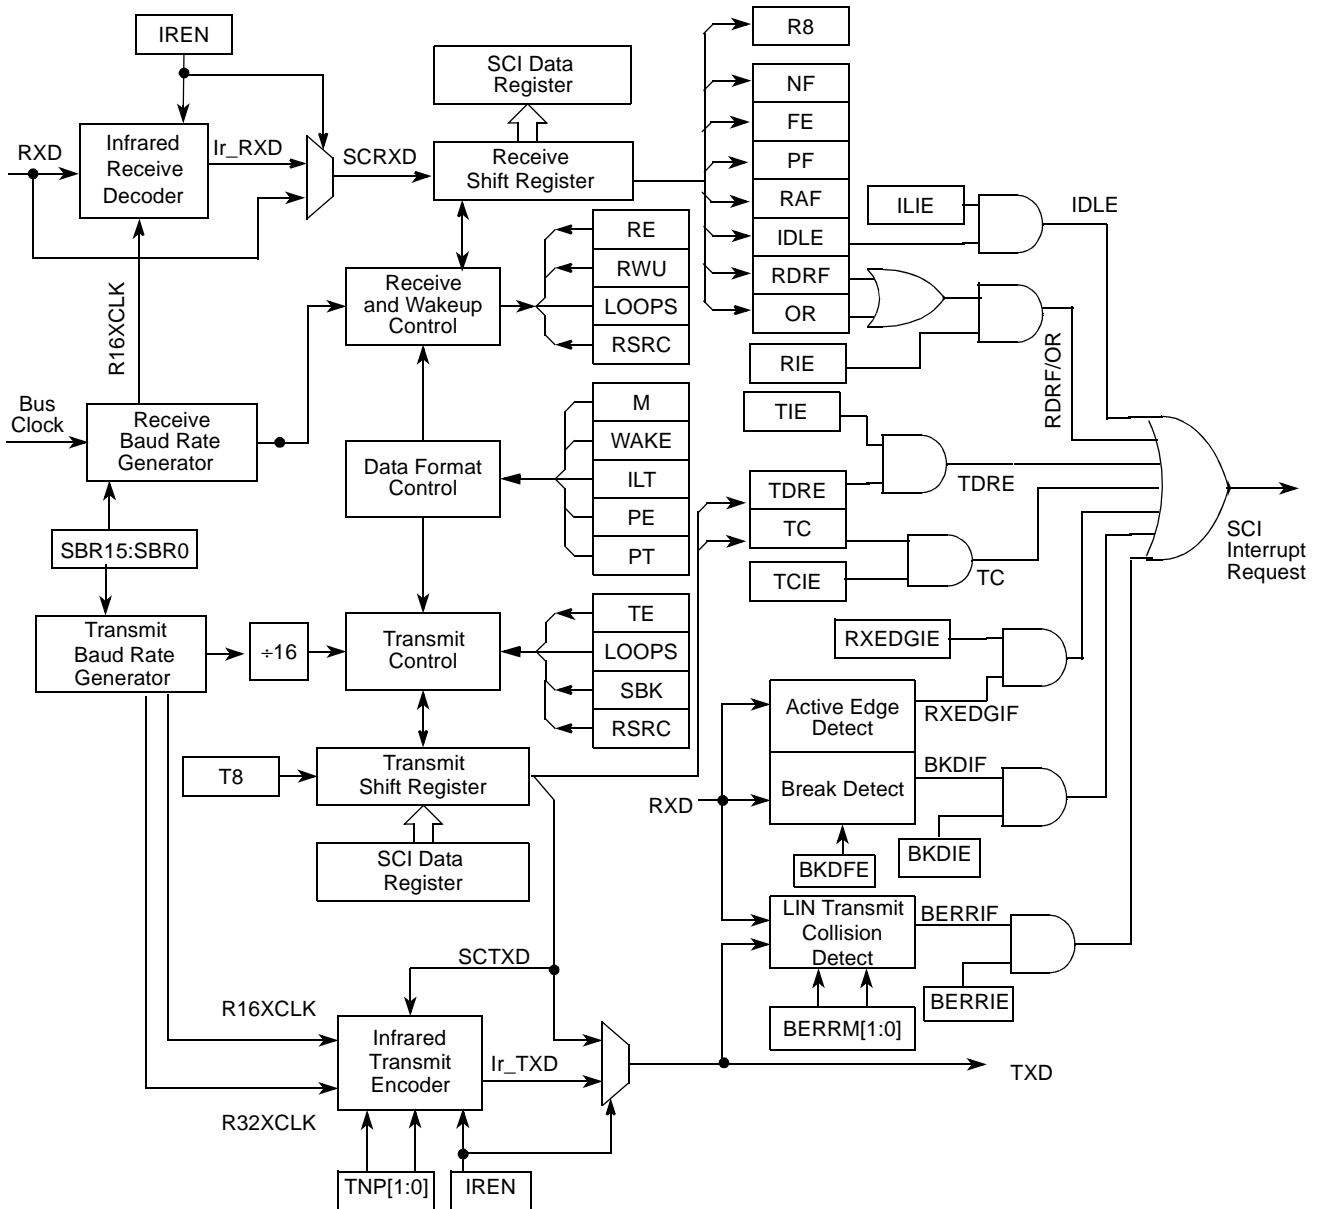 IREN
RXD
Infrared
Receive
Decoder
Ir_RXD
SCRXD
SCI Data
Register
Receive
Shift Register
R8
NF
FE
PF
RAF
IDLE
RDRF
OR
ILIE
IDLE
RIE
RDRF/OR
R16XCLK
Receive
and Wakeup
Control
RE
RWU
LOOPS
RSRC
Bus
Clock
Receive
Baud Rate
Generator
Data Format
Control
M
WAKE
ILT
PE
PT
TIE
TDRE
TC
TCIE
TDRE
TC
SCI
Interrupt
Request
SBR15:SBR0
Transmit
Baud Rate
Generator
÷16
Transmit
Control
TE
LOOPS
SBK
RSRC
RXEDGIE
Active Edge
Detect
RXEDGIF
Break Detect
BKDIF
RXD
BKDIE
BKDFE
T8
Transmit
Shift Register
SCI Data
Register
LIN Transmit
Collision
Detect
BERRIF
BERRIE
BERRM[1:0]
SCTXD
R16XCLK
Infrared
Transmit
Encoder
Ir_TXD
R32XCLK
TXD
TNP[1:0]
IREN